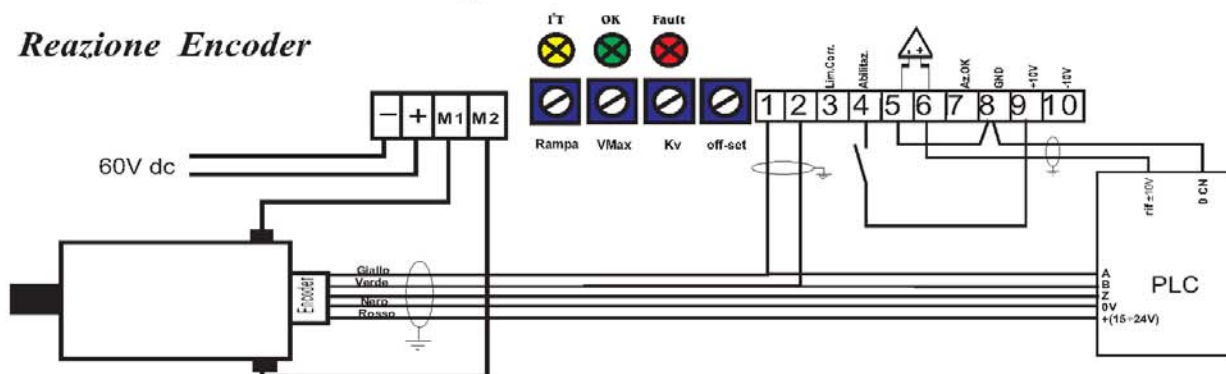 I²T OK Fault
Reazione Encoder
Lim.Corr.
Abilitaz.
- +
Az.OK
GND
+10V
-10V
− + M1 M2
1 2 3 4 5 6 7 8 9 10
Rampa VMax Kv off-set
60V dc
rif ±10V
0 CN
Encoder
Giallo
Verde
Nero
Rosso
A
B
Z
0V
+(15÷24V)
PLC